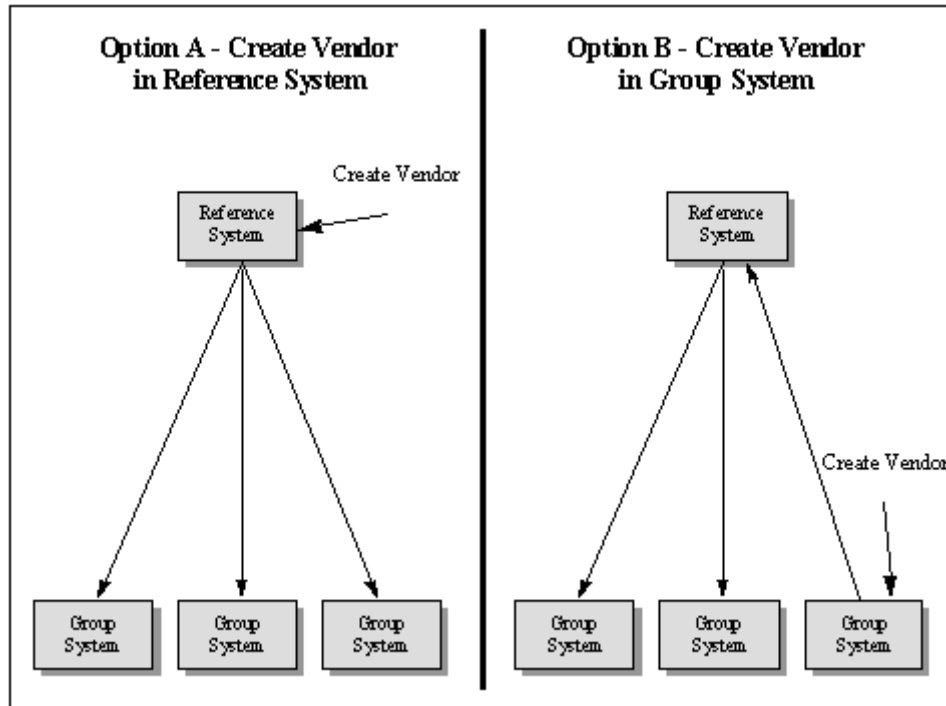 Option A - Create Vendor
in Reference System
Create Vendor
Reference
System
Group
System
Group
System
Group
System
Option B - Create Vendor
in Group System
Reference
System
Create Vendor
Group
System
Group
System
Group
System